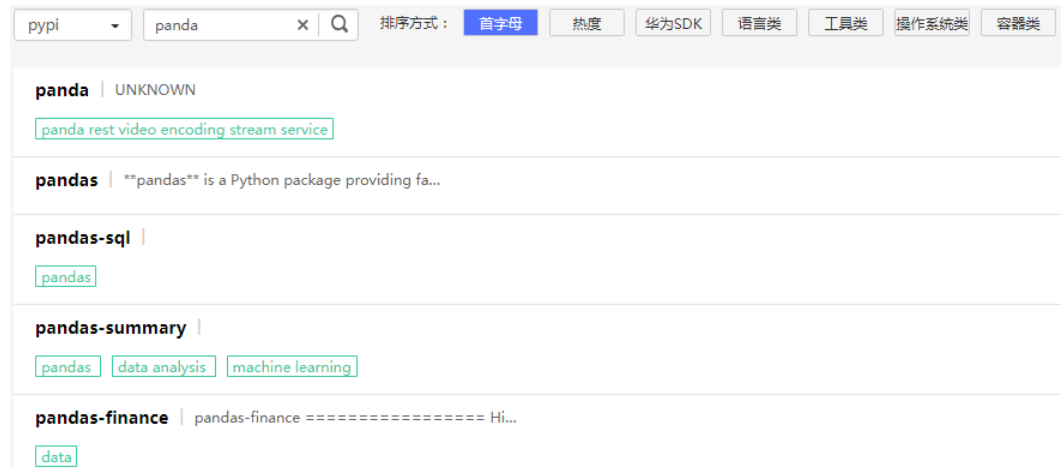 pypi panda 排序方式： 首字母 热度 华为SDK 语言类 工具类 操作系统类 容器类
panda | UNKNOWN
panda rest video encoding stream service
pandas | **pandas** is a Python package providing fa...
pandas-sql |
pandas
pandas-summary |
pandas data analysis machine learning
pandas-finance | pandas-finance ================= Hi...
data